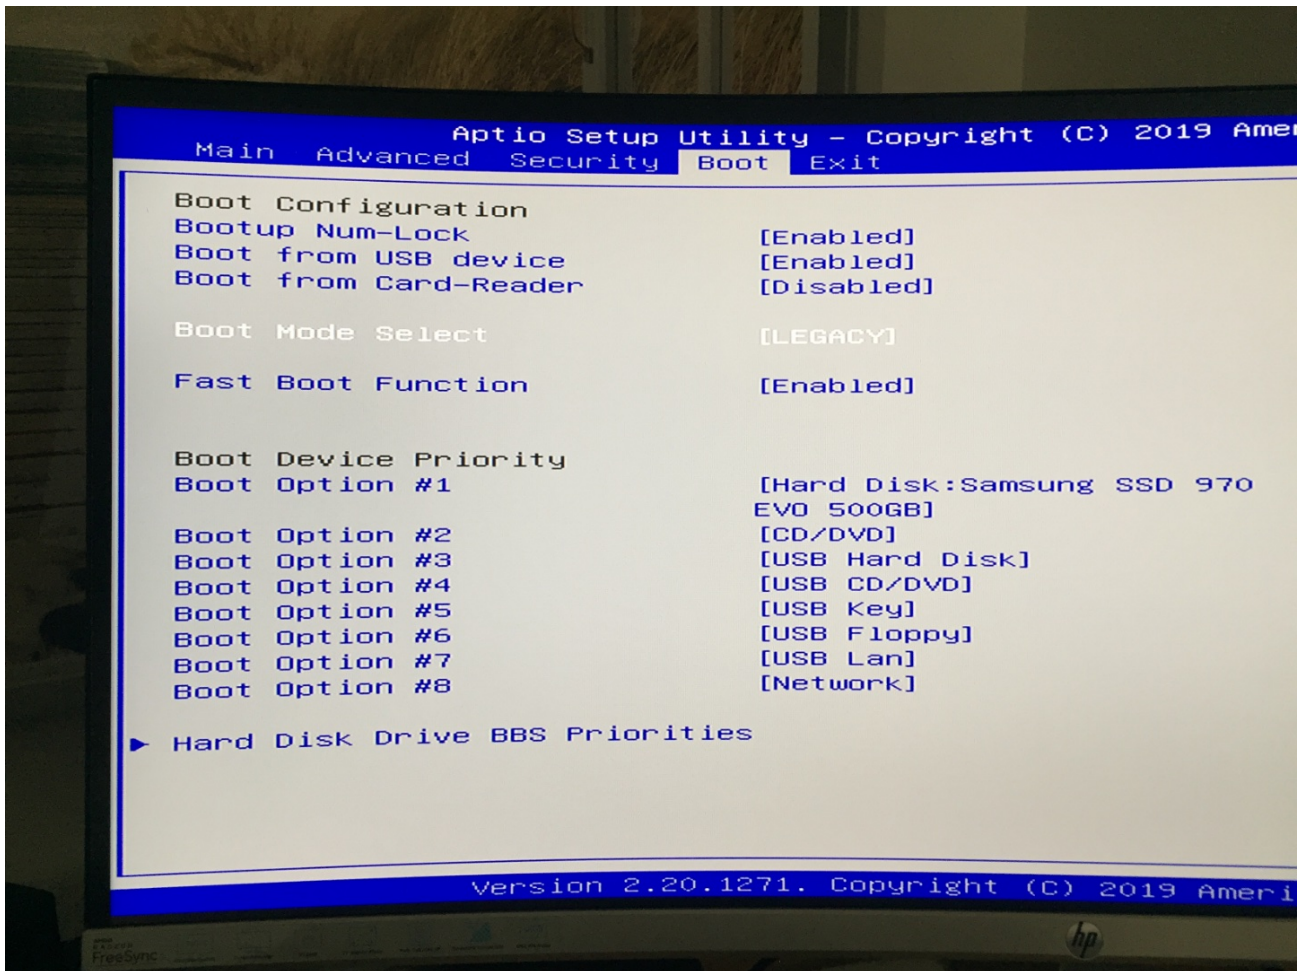 Aptio Setup Utility – Copyright (C) 2019
Main Advanced Security Boot Exit
Boot Configuration
Bootup Num-Lock [Enabled]
Boot from USB device [Enabled]
Boot from Card-Reader [Disabled]
Boot Mode Select [LEGACY]
Fast Boot Function [Enabled]
Boot Device Priority
Boot Option #1 [Hard Disk:Samsung SSD 970
EVO 500GB]
Boot Option #2 [CD/DVD]
Boot Option #3 [USB Hard Disk]
Boot Option #4 [USB CD/DVD]
Boot Option #5 [USB Key]
Boot Option #6 [USB Floppy]
Boot Option #7 [USB Lan]
Boot Option #8 [Network]
► Hard Disk Drive BBS Priorities
Version 2.20.1271. Copyright (C) 2019 Ameri
hp
FreeSync